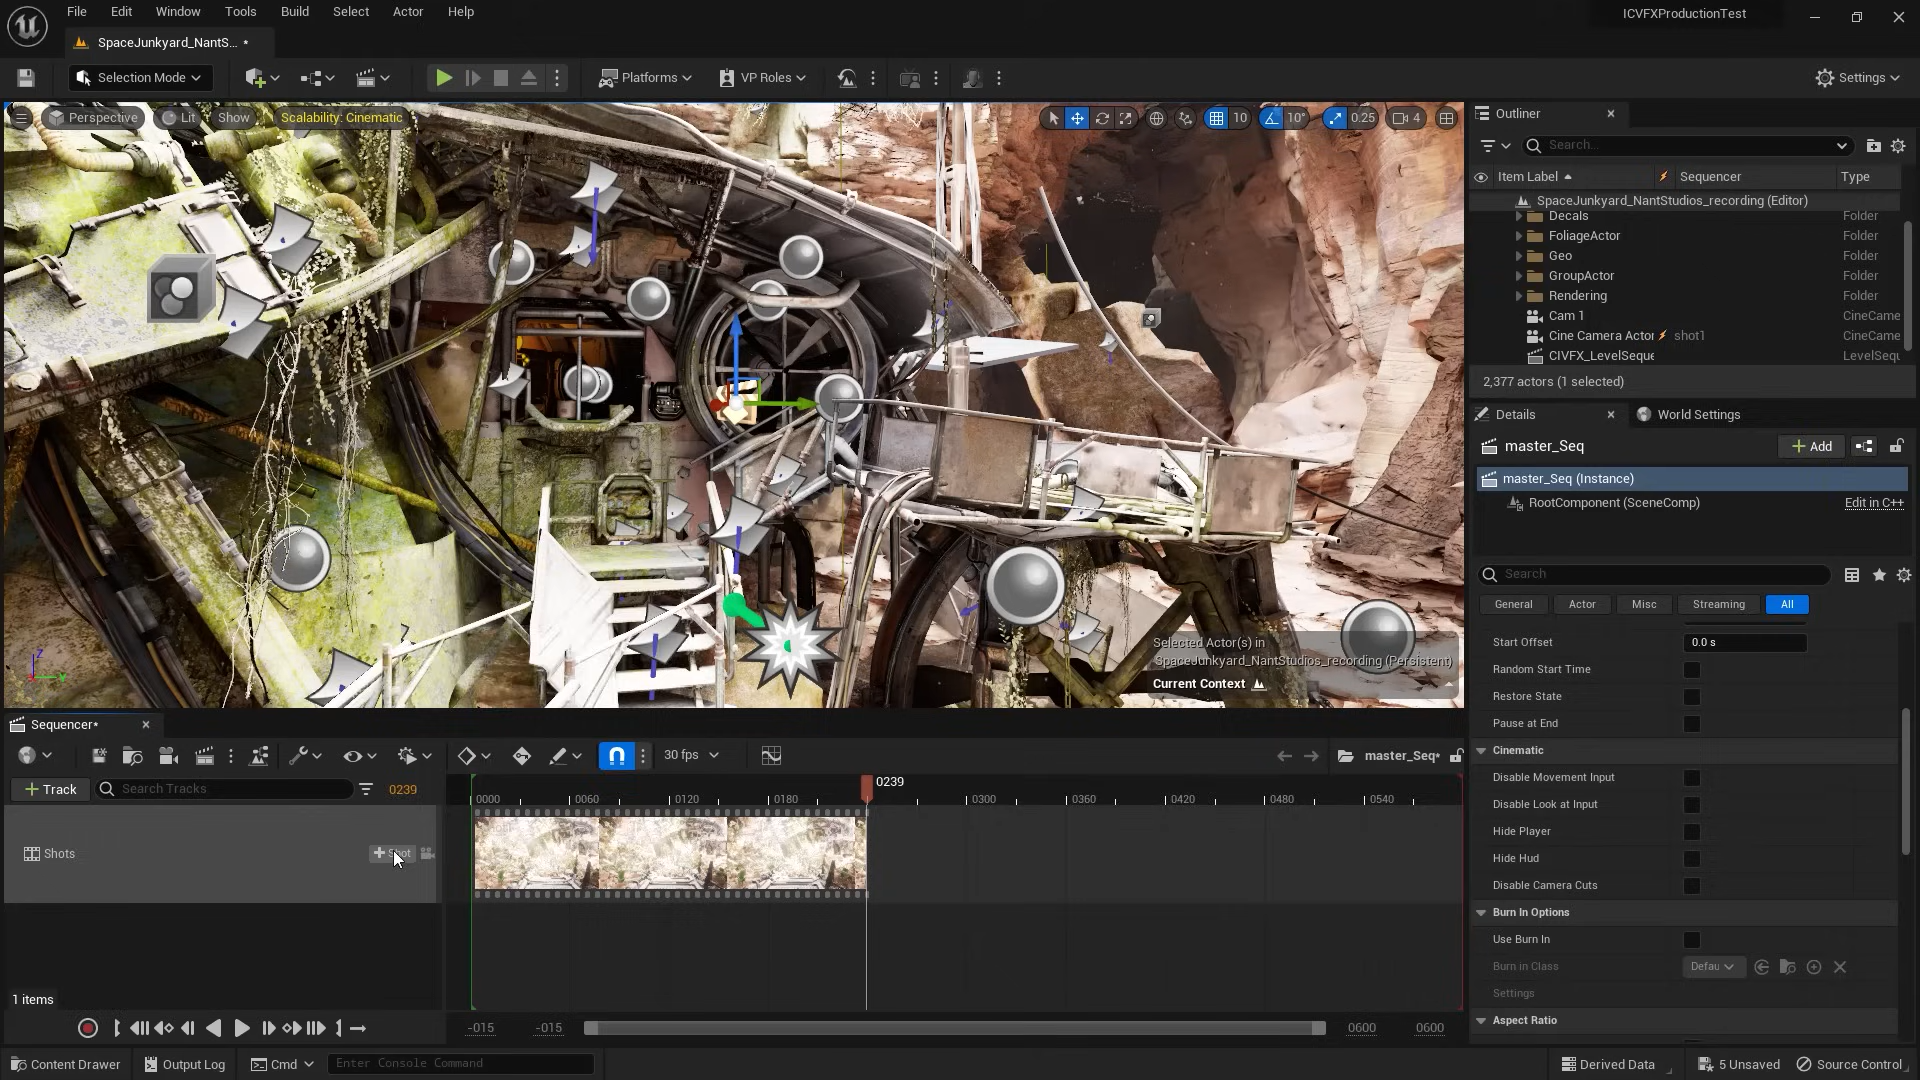 File Edit Window Tools Build Select Actor Help
ICVFXProductionTest
SpaceJunkyard_NantS... •
Selection Mode
Platforms
VP Roles
Settings
Perspective Lit Show Scalability: Cinematic
10 10° 0.25 4
Selected Actor(s) in
SpaceJunkyard_NantStudios_recording (Persistent)
Current Context
Outliner
Search...
Item Label Sequencer Type
SpaceJunkyard_NantStudios_recording (Editor)
Decals Folder
FoliageActor Folder
Geo Folder
GroupActor Folder
Rendering Folder
Cam 1 CineCame
Cine Camera Actor shot1 CineCame
CIVFX_LevelSeque LevelSequ
2,377 actors (1 selected)
Details World Settings
master_Seq Add
master_Seq (Instance)
RootComponent (SceneComp) Edit in C++
Search
General Actor Misc Streaming All
Start Offset 0.0 s
Random Start Time
Restore State
Pause at End
Cinematic
Disable Movement Input
Disable Look at Input
Hide Player
Hide Hud
Disable Camera Cuts
Burn In Options
Use Burn In
Burn in Class Defau
Settings
Aspect Ratio
Sequencer*
30 fps
master_Seq*
+ Track Search Tracks 0239
0239
0000 0060 0120 0180 0300 0360 0420 0480 0540
Shots + Shot
1 items
-015 -015 0600 0600
Content Drawer Output Log Cmd Enter Console Command
Derived Data 5 Unsaved Source Control